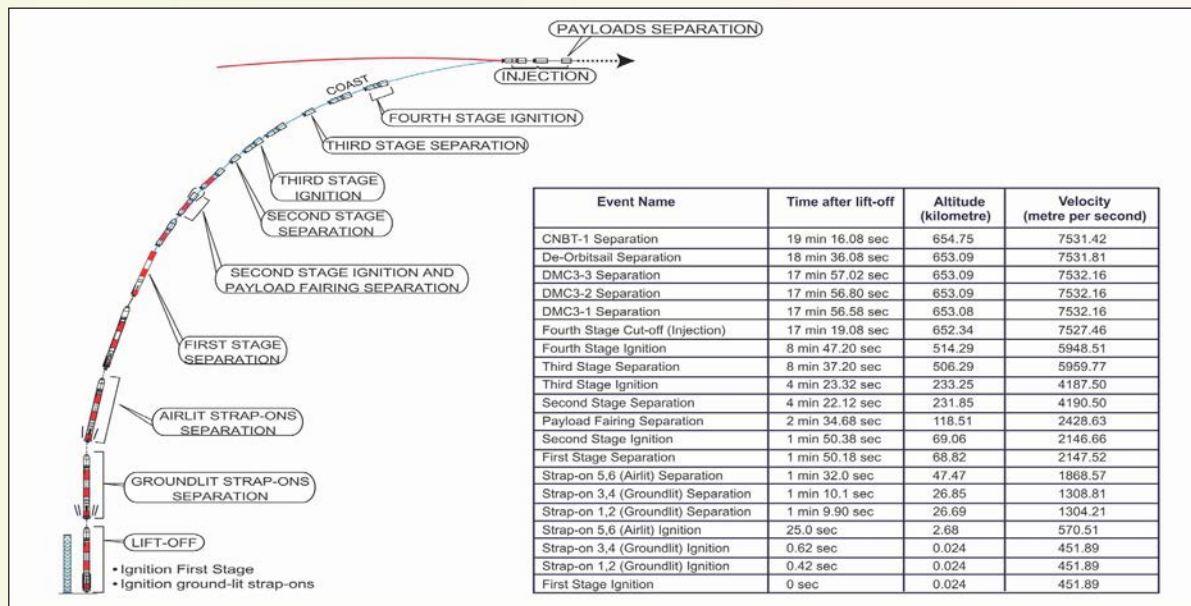 PAYLOADS SEPARATION
INJECTION
COAST
FOURTH STAGE IGNITION
THIRD STAGE SEPARATION
THIRD STAGE
IGNITION
SECOND STAGE
SEPARATION
SECOND STAGE IGNITION AND
PAYLOAD FAIRING SEPARATION
FIRST STAGE
SEPARATION
AIRLIT STRAP-ONS
SEPARATION
GROUNDLIT STRAP-ONS
SEPARATION
LIFT-OFF
• Ignition First Stage
• Ignition ground-lit strap-ons
Event Name Time after lift-off Altitude (kilometre) Velocity (metre per second)
CNBT-1 Separation 19 min 16.08 sec 654.75 7531.42
De-Orbitsail Separation 18 min 36.08 sec 653.09 7531.81
DMC3-3 Separation 17 min 57.02 sec 653.09 7532.16
DMC3-2 Separation 17 min 56.80 sec 653.09 7532.16
DMC3-1 Separation 17 min 56.58 sec 653.08 7532.16
Fourth Stage Cut-off (Injection) 17 min 19.08 sec 652.34 7527.46
Fourth Stage Ignition 8 min 47.20 sec 514.29 5948.51
Third Stage Separation 8 min 37.20 sec 506.29 5959.77
Third Stage Ignition 4 min 23.32 sec 233.25 4187.50
Second Stage Separation 4 min 22.12 sec 231.85 4190.50
Payload Fairing Separation 2 min 34.68 sec 118.51 2428.63
Second Stage Ignition 1 min 50.38 sec 69.06 2146.66
First Stage Separation 1 min 50.18 sec 68.82 2147.52
Strap-on 5,6 (Airlit) Separation 1 min 32.0 sec 47.47 1868.57
Strap-on 3,4 (Groundlit) Separation 1 min 10.1 sec 26.85 1308.81
Strap-on 1,2 (Groundlit) Separation 1 min 9.90 sec 26.69 1304.21
Strap-on 5,6 (Airlit) Ignition 25.0 sec 2.68 570.51
Strap-on 3,4 (Groundlit) Ignition 0.62 sec 0.024 451.89
Strap-on 1,2 (Groundlit) Ignition 0.42 sec 0.024 451.89
First Stage Ignition 0 sec 0.024 451.89